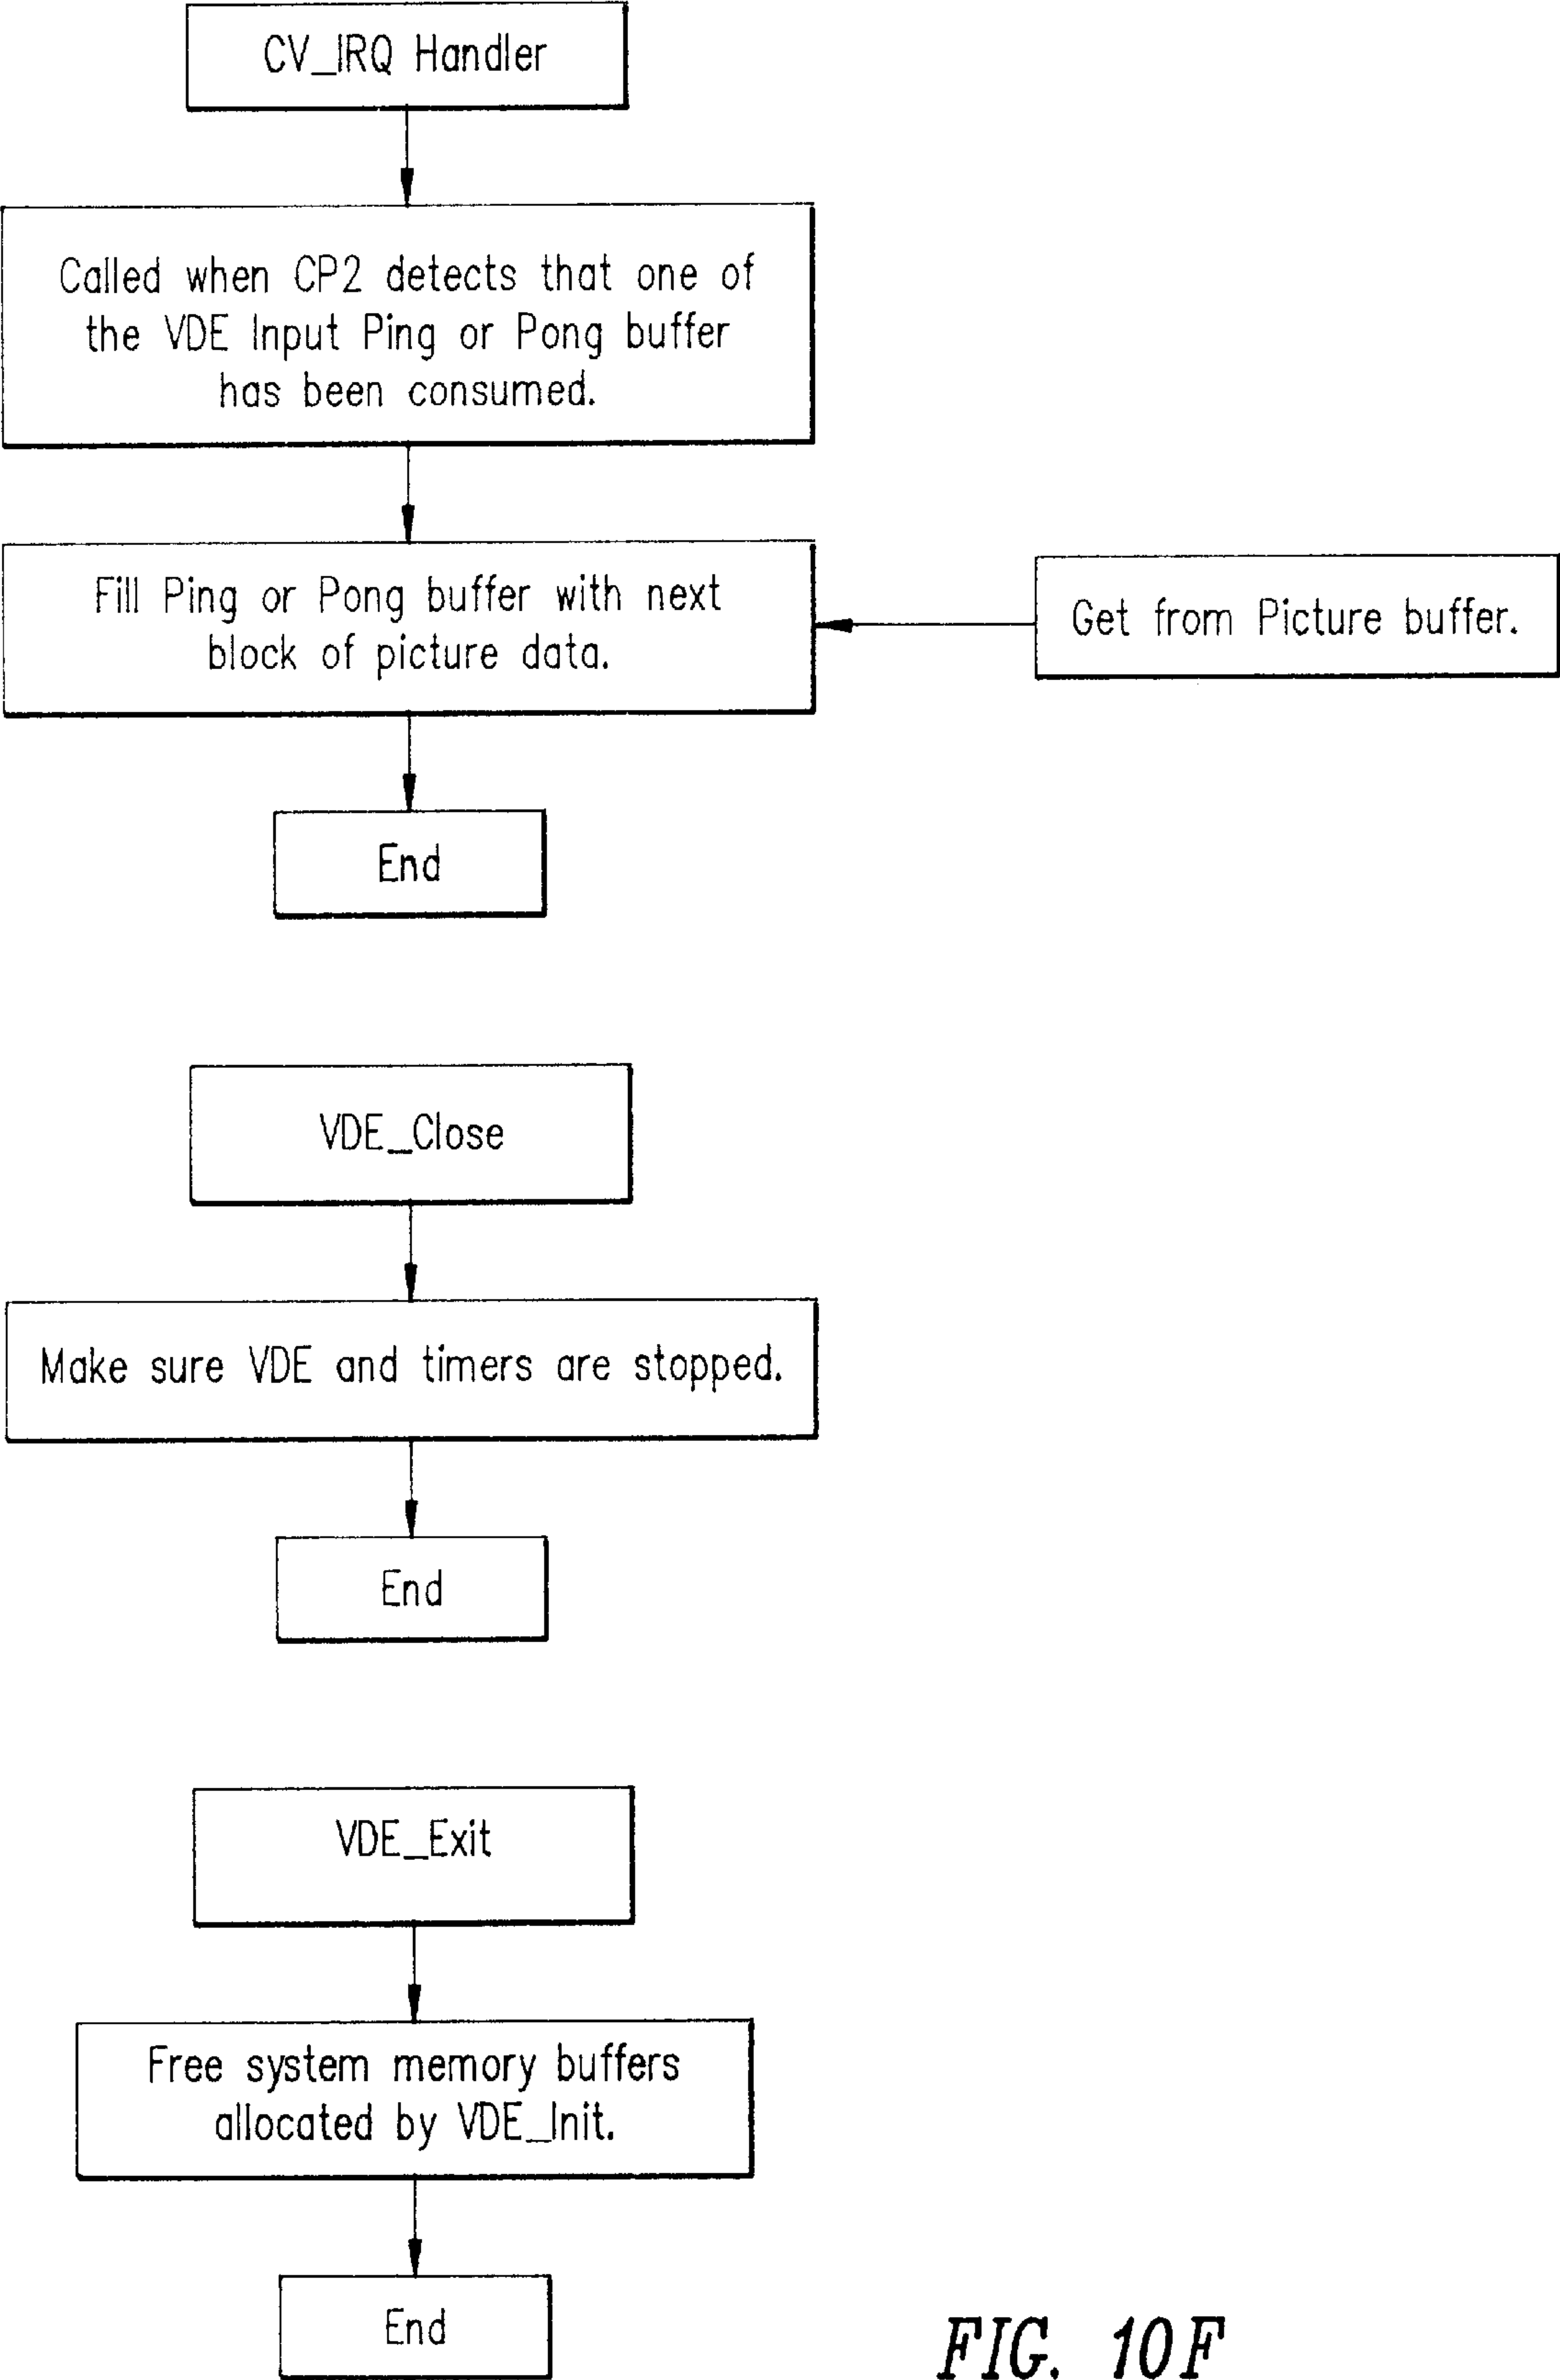 CV_IRQ Handler
Called when CP2 detects that one of
the VDE Input Ping or Pong buffer
has been consumed.
Fill Ping or Pong buffer with next
block of picture data.
Get from Picture buffer.
End
VDE_Close
Make sure VDE and timers are stopped.
End
VDE_Exit
Free system memory buffers
allocated by VDE_Init.
End
FIG. 10F